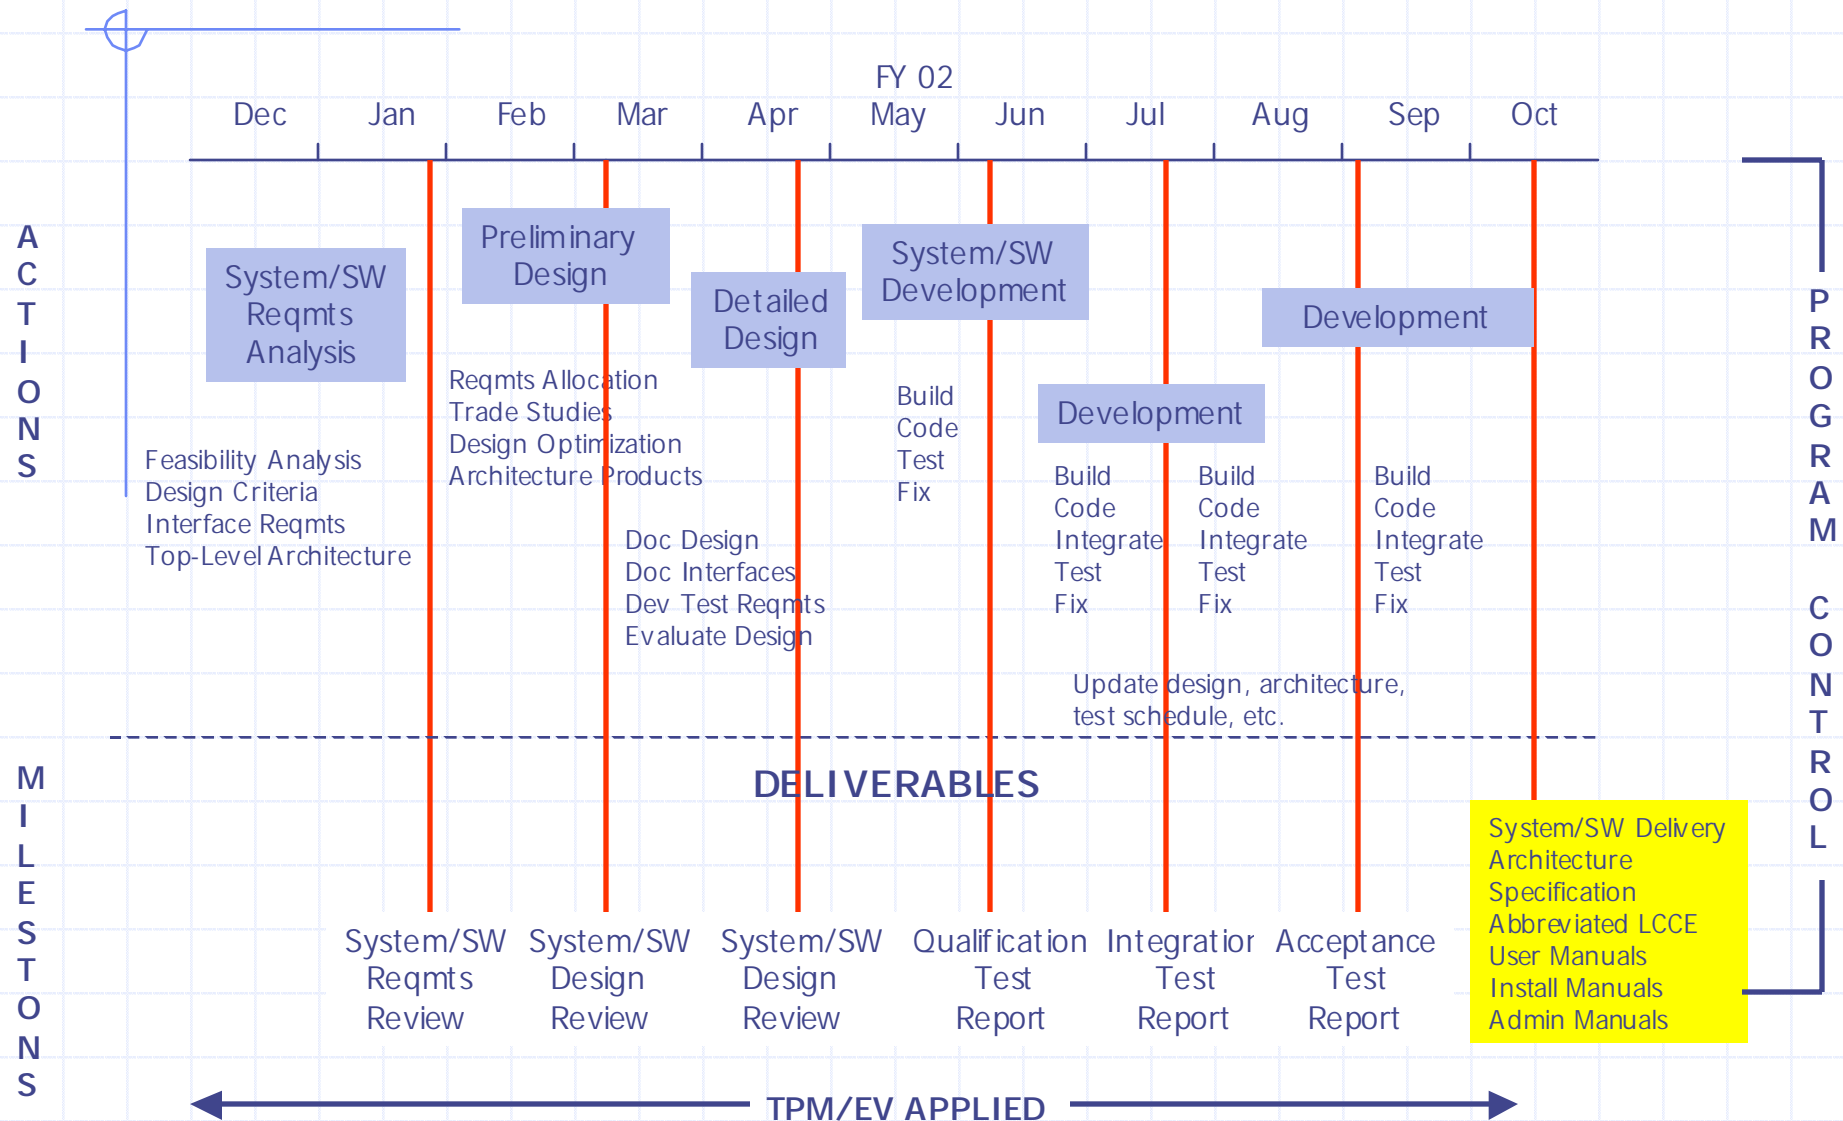 FY 02
Dec Jan Feb Mar Apr May Jun Jul Aug Sep Oct
ACTIONS
System/SW
Reqmts
Analysis
Feasibility Analysis
Design Criteria
Interface Reqmts
Top-Level Architecture
Preliminary
Design
Reqmts Allocation
Trade Studies
Design Optimization
Architecture Products
Detailed
Design
Doc Design
Doc Interfaces
Dev Test Reqmts
Evaluate Design
System/SW
Development
Build
Code
Test
Fix
Development
Build
Code
Integrate
Test
Fix
Build
Code
Integrate
Test
Fix
Development
Build
Code
Integrate
Test
Fix
Update design, architecture,
test schedule, etc.
PROGRAM CONTROL
MILESTONS
DELIVERABLES
System/SW
Reqmts
Review
System/SW
Design
Review
System/SW
Design
Review
Qualification
Test
Report
Integration
Test
Report
Acceptance
Test
Report
System/SW Delivery
Architecture
Specification
Abbreviated LCCE
User Manuals
Install Manuals
Admin Manuals
TPM/EV APPLIED